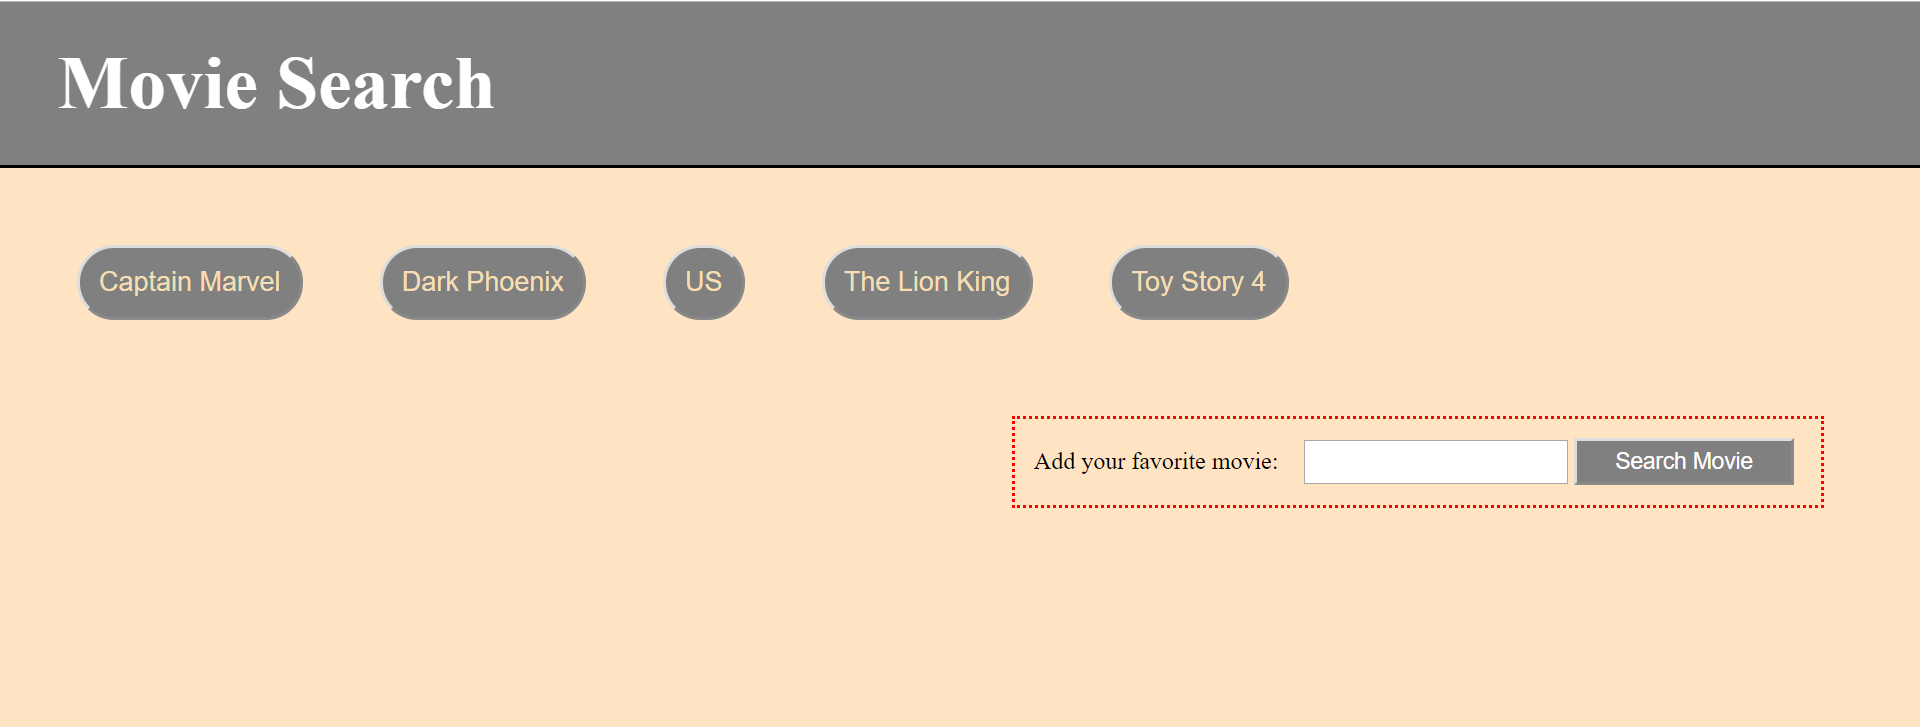 Movie Search
Captain Marvel
Dark Phoenix
US
The Lion King
Toy Story 4
Add your favorite movie:
Search Movie